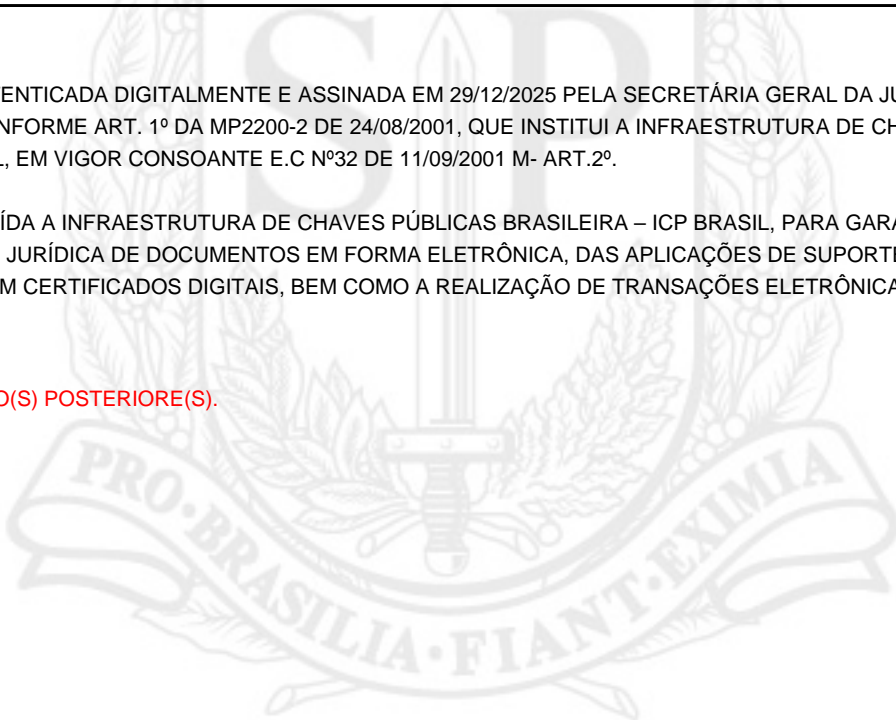 ENTICADA DIGITALMENTE E ASSINADA EM 29/12/2025 PELA SECRETÁRIA GERAL DA JU
NFORME ART. 1º DA MP2200-2 DE 24/08/2001, QUE INSTITUI A INFRAESTRUTURA DE CH
L, EM VIGOR CONSOANTE E.C Nº32 DE 11/09/2001 M- ART.2º.
ÍDA A INFRAESTRUTURA DE CHAVES PÚBLICAS BRASILEIRA – ICP BRASIL, PARA GARA
JURÍDICA DE DOCUMENTOS EM FORMA ELETRÔNICA, DAS APLICAÇÕES DE SUPORTE
M CERTIFICADOS DIGITAIS, BEM COMO A REALIZAÇÃO DE TRANSAÇÕES ELETRÔNICA
O(S) POSTERIORE(S).
SP
PRO·BRASILIA·FIANT·EXIMIA